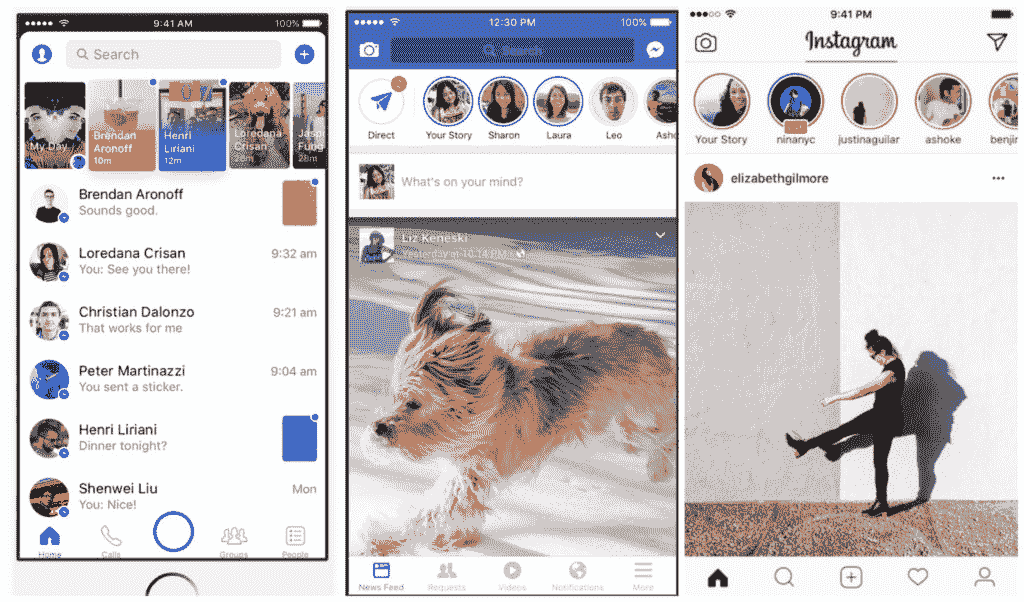 9:31 AM
100%
Search
My Day
Brendan
Aronoff
10m
Henri
Liriani
12m
Loredana
Crisan
28m
Jasp
Fung
28m
Brendan Aronoff
Sounds good.
Loredana Crisan
9:32 am
You: See you there!
Christian Dalonzo
9:21 am
That works for me
Peter Martinazzi
9:04 am
You sent a sticker.
Henri Liriani
Dinner tonight?
Shenwei Liu
Mon
You: Nice!
Home
Calls
Groups
People
12:30 PM
100%
Search
Direct
Your Story
Sharon
Laura
Leo
Asho
What's on your mind?
Liz Keneski
Yesterday at 10:14 PM
News Feed
Requests
Videos
Notifications
More
9:41 PM
Instagram
Your Story
ninanyc
justinaguilar
ashoke
benjin
elizabethgilmore